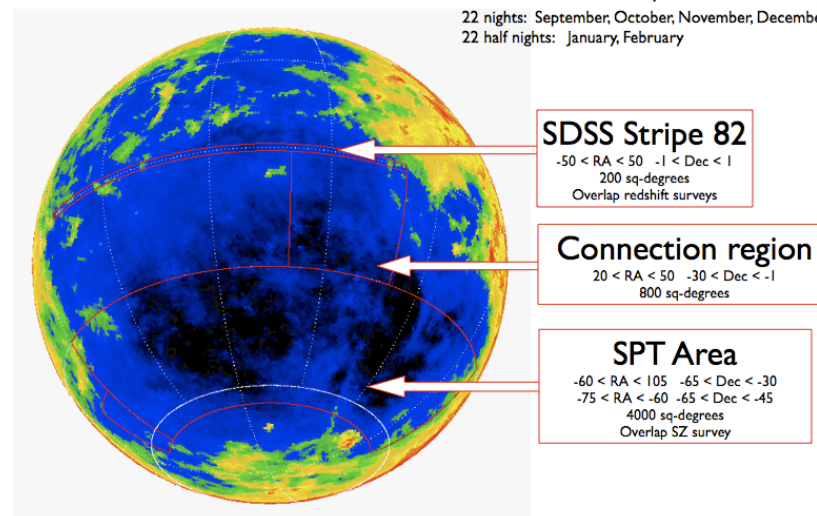 22 nights: September, October, November, Decembe
22 half nights: January, February
SDSS Stripe 82
-50 < RA < 50 -1 < Dec < 1
200 sq-degrees
Overlap redshift surveys
Connection region
20 < RA < 50 -30 < Dec < -1
800 sq-degrees
SPT Area
-60 < RA < 105 -65 < Dec < -30
-75 < RA < -60 -65 < Dec < -45
4000 sq-degrees
Overlap SZ survey